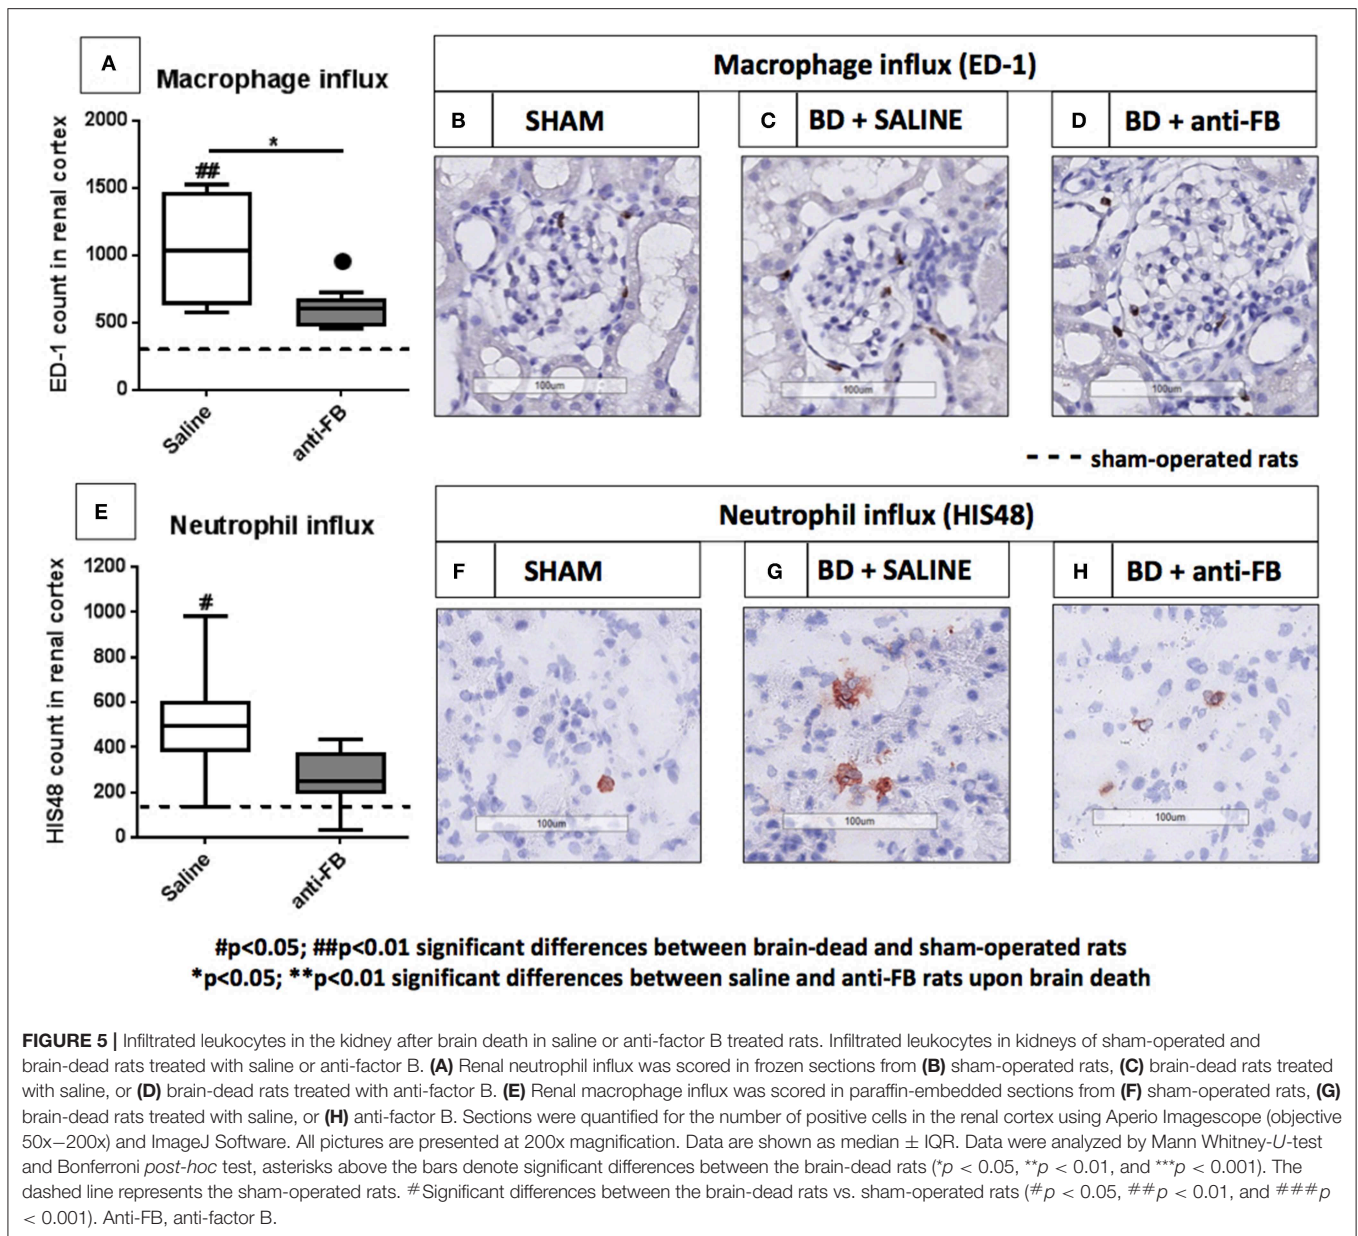 A
Macrophage influx
ED-1 count in renal cortex
2000
1500
1000
500
0
##
*
Saline
anti-FB
Macrophage influx (ED-1)
B SHAM
C BD + SALINE
D BD + anti-FB
100um
100um
100um
--- sham-operated rats
E
Neutrophil influx
HIS48 count in renal cortex
1200
1000
800
600
400
200
0
#
Saline
anti-FB
Neutrophil influx (HIS48)
F SHAM
G BD + SALINE
H BD + anti-FB
100um
100um
100um
#p<0.05; ##p<0.01 significant differences between brain-dead and sham-operated rats
*p<0.05; **p<0.01 significant differences between saline and anti-FB rats upon brain death
FIGURE 5 | Infiltrated leukocytes in the kidney after brain death in saline or anti-factor B treated rats. Infiltrated leukocytes in kidneys of sham-operated and
brain-dead rats treated with saline or anti-factor B. (A) Renal neutrophil influx was scored in frozen sections from (B) sham-operated rats, (C) brain-dead rats treated
with saline, or (D) brain-dead rats treated with anti-factor B. (E) Renal macrophage influx was scored in paraffin-embedded sections from (F) sham-operated rats, (G)
brain-dead rats treated with saline, or (H) anti-factor B. Sections were quantified for the number of positive cells in the renal cortex using Aperio Imagescope (objective
50x–200x) and ImageJ Software. All pictures are presented at 200x magnification. Data are shown as median ± IQR. Data were analyzed by Mann Whitney-U-test
and Bonferroni post-hoc test, asterisks above the bars denote significant differences between the brain-dead rats (*p < 0.05, **p < 0.01, and ***p < 0.001). The
dashed line represents the sham-operated rats. #Significant differences between the brain-dead rats vs. sham-operated rats (#p < 0.05, ##p < 0.01, and ###p
< 0.001). Anti-FB, anti-factor B.